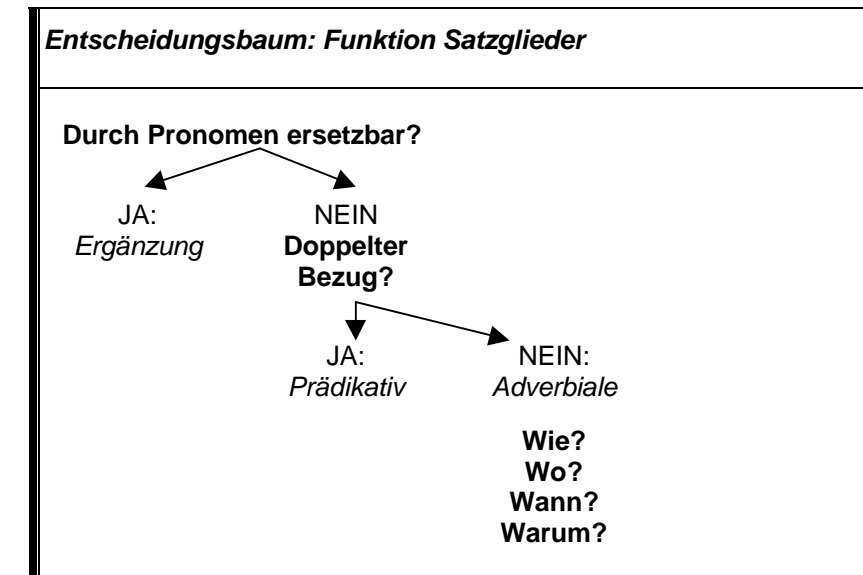 Entscheidungsbaum: Funktion Satzglieder
Durch Pronomen ersetzbar?
JA:
Ergänzung
NEIN
Doppelter
Bezug?
JA:
Prädikativ
NEIN:
Adverbiale
Wie?
Wo?
Wann?
Warum?